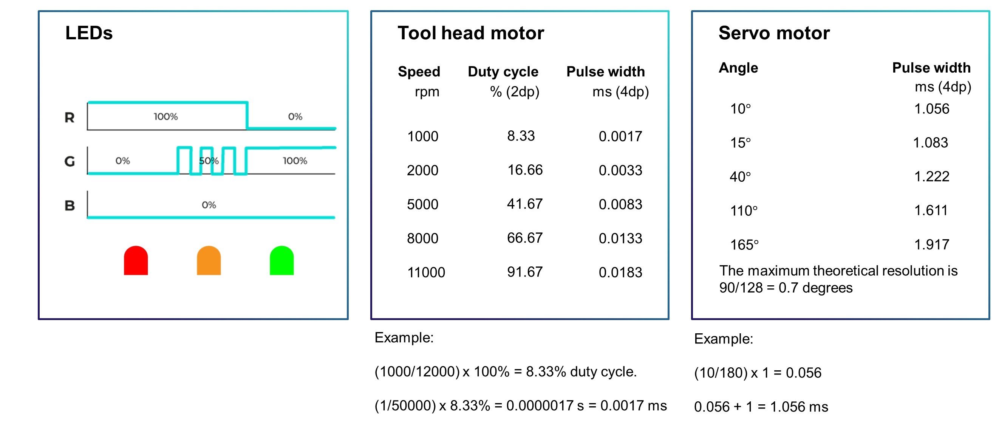 LEDs
R
100%
0%
G
0%
50%
100%
B
0%
Tool head motor
Speed Duty cycle Pulse width
rpm % (2dp) ms (4dp)
1000 8.33 0.0017
2000 16.66 0.0033
5000 41.67 0.0083
8000 66.67 0.0133
11000 91.67 0.0183
Example:
(1000/12000) x 100% = 8.33% duty cycle.
(1/50000) x 8.33% = 0.0000017 s = 0.0017 ms
Servo motor
Angle Pulse width
ms (4dp)
10° 1.056
15° 1.083
40° 1.222
110° 1.611
165° 1.917
The maximum theoretical resolution is
90/128 = 0.7 degrees
Example:
(10/180) x 1 = 0.056
0.056 + 1 = 1.056 ms